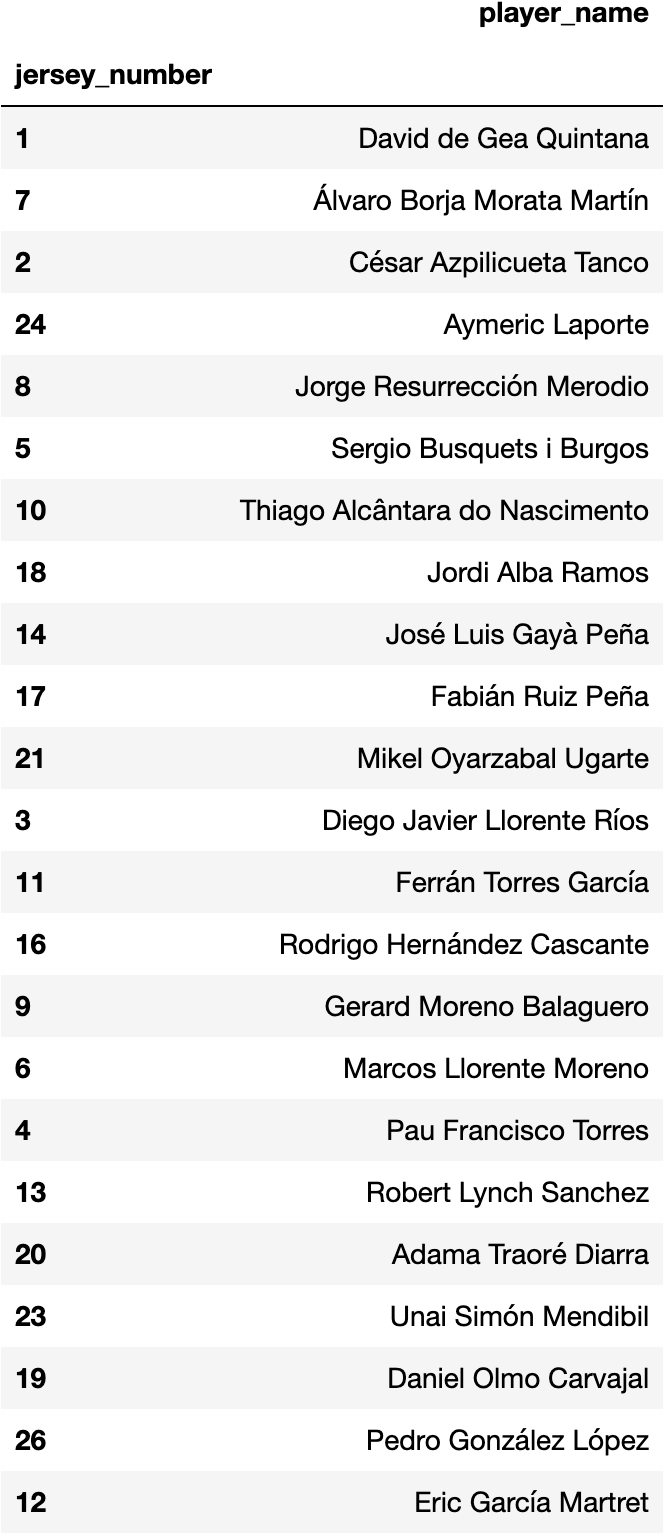 player_name
jersey_number
1 David de Gea Quintana
7 Álvaro Borja Morata Martín
2 César Azpilicueta Tanco
24 Aymeric Laporte
8 Jorge Resurrección Merodio
5 Sergio Busquets i Burgos
10 Thiago Alcântara do Nascimento
18 Jordi Alba Ramos
14 José Luis Gayà Peña
17 Fabián Ruiz Peña
21 Mikel Oyarzabal Ugarte
3 Diego Javier Llorente Ríos
11 Ferrán Torres García
16 Rodrigo Hernández Cascante
9 Gerard Moreno Balaguero
6 Marcos Llorente Moreno
4 Pau Francisco Torres
13 Robert Lynch Sanchez
20 Adama Traoré Diarra
23 Unai Simón Mendibil
19 Daniel Olmo Carvajal
26 Pedro González López
12 Eric García Martret